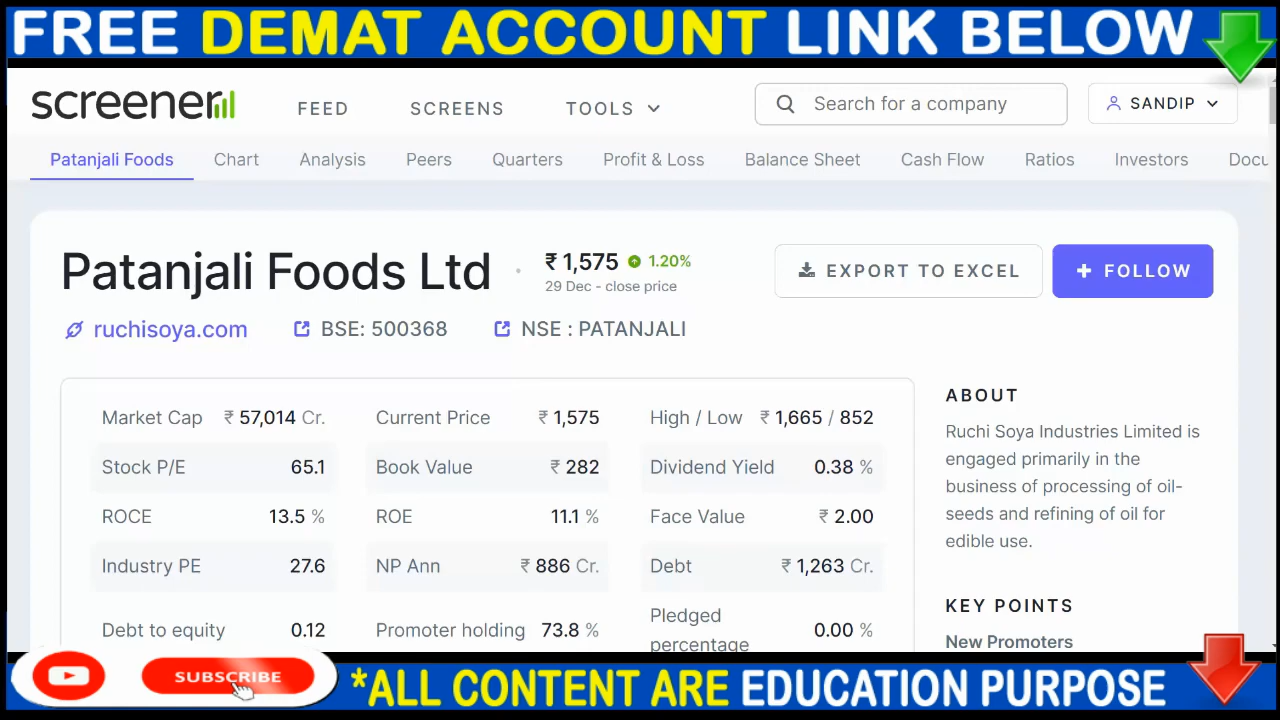 FREE DEMAT ACCOUNT LINK BELOW
screener
FEED SCREENS TOOLS
Search for a company
SANDIP
Patanjali Foods Chart Analysis Peers Quarters Profit & Loss Balance Sheet Cash Flow Ratios Investors Docu
Patanjali Foods Ltd
₹ 1,575 1.20%
29 Dec - close price
EXPORT TO EXCEL
+ FOLLOW
ruchisoya.com BSE: 500368 NSE : PATANJALI
Market Cap ₹ 57,014 Cr. Current Price ₹ 1,575 High / Low ₹ 1,665 / 852
Stock P/E 65.1 Book Value ₹ 282 Dividend Yield 0.38 %
ROCE 13.5 % ROE 11.1 % Face Value ₹ 2.00
Industry PE 27.6 NP Ann ₹ 886 Cr. Debt ₹ 1,263 Cr.
Debt to equity 0.12 Promoter holding 73.8 % Pledged percentage 0.00 %
ABOUT
Ruchi Soya Industries Limited is
engaged primarily in the
business of processing of oil-
seeds and refining of oil for
edible use.
KEY POINTS
New Promoters
SUBSCRIBE
*ALL CONTENT ARE EDUCATION PURPOSE